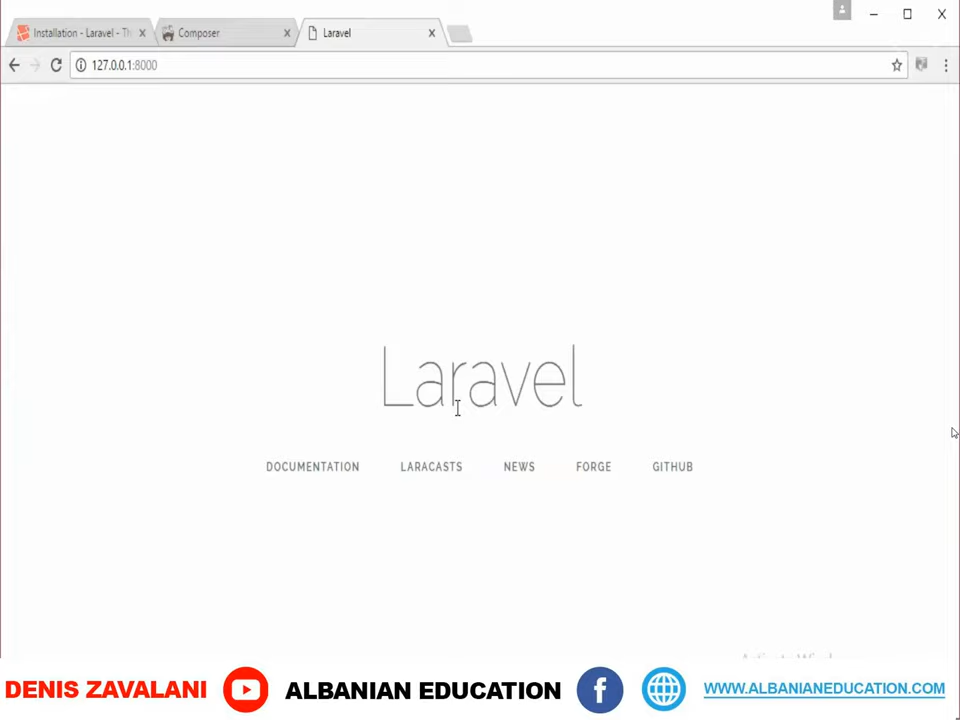 Installation - Laravel - Th
Composer
Laravel
127.0.0.1:8000
Laravel
DOCUMENTATION LARACASTS NEWS FORGE GITHUB
DENIS ZAVALANI ALBANIAN EDUCATION WWW.ALBANIANEDUCATION.COM